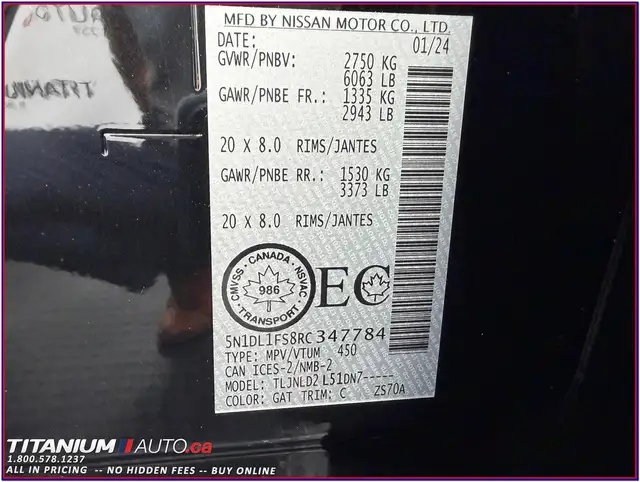 MFD BY NISSAN MOTOR CO., LTD.
DATE: 01/24
GVWR/PNBV: 2750 KG
6063 LB
GAWR/PNBE FR.: 1335 KG
2943 LB
20 X 8.0 RIMS/JANTES
GAWR/PNBE RR.: 1530 KG
3373 LB
20 X 8.0 RIMS/JANTES
CANADA
CMVSS · NSVAC
986
TRANSPORT
EC
5N1DL1FS8RC347784
TYPE: MPV/VTUM 450
CAN ICES-2/NMB-2
MODEL: TLJNLD2 L51DN7-----
COLOR: GAT TRIM: C ZS70A
TITANIUMAUTO.ca
1.800.578.1237
ALL IN PRICING -- NO HIDDEN FEES -- BUY ONLINE